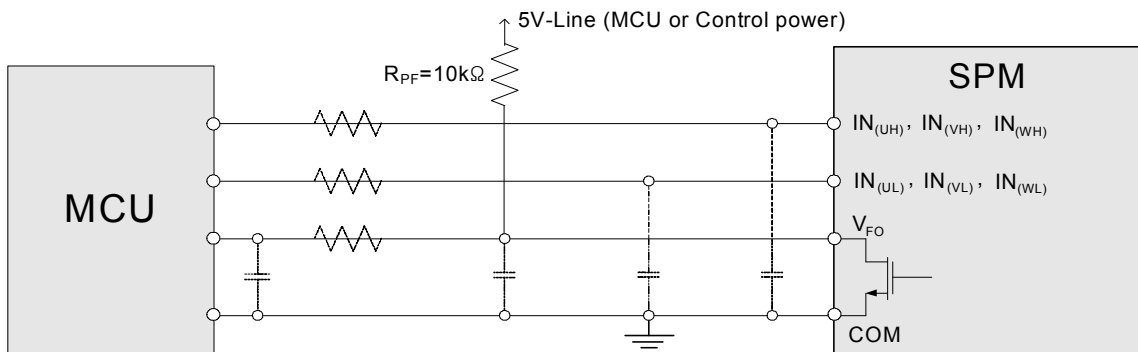 5V-Line (MCU or Control power)
R_PF=10kΩ
SPM
MCU
IN_(UH), IN_(VH), IN_(WH)
IN_(UL), IN_(VL), IN_(WL)
V_FO
COM